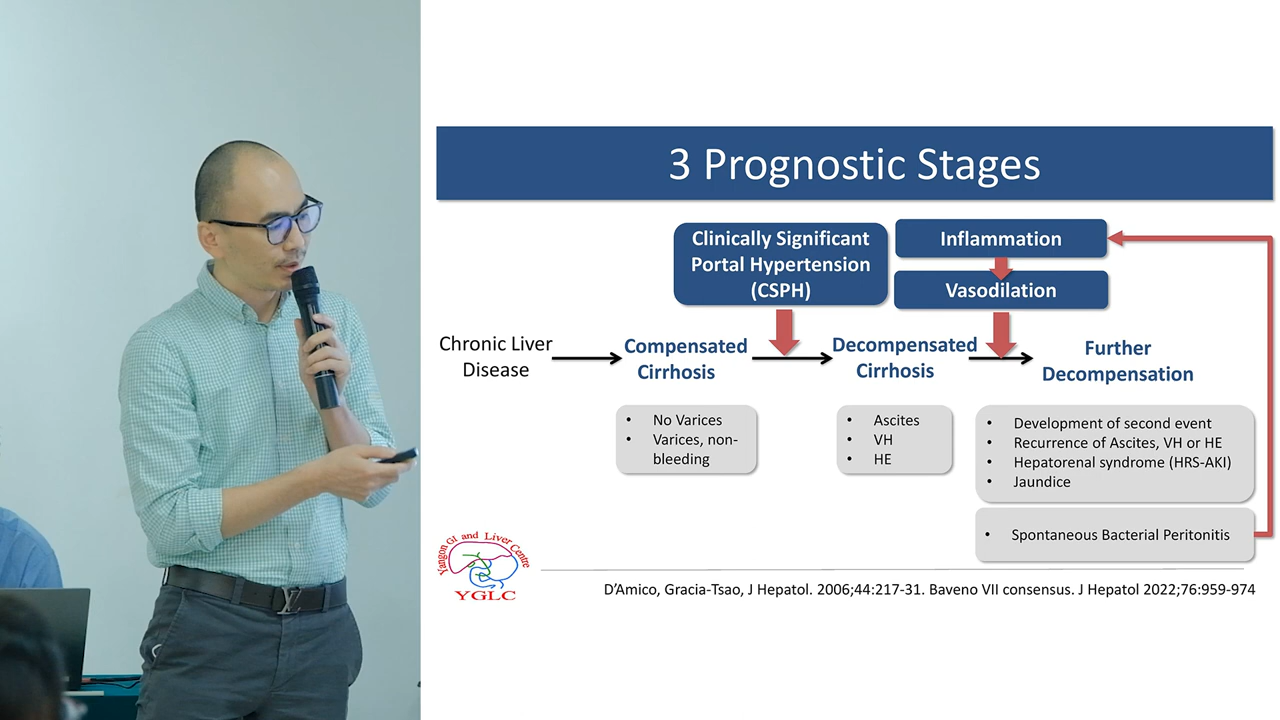 3 Prognostic Stages
Clinically Significant
Portal Hypertension
(CSPH)
Inflammation
Vasodilation
Chronic Liver
Disease
Compensated
Cirrhosis
Decompensated
Cirrhosis
Further
Decompensation
• No Varices
• Varices, non-
bleeding
• Ascites
• VH
• HE
• Development of second event
• Recurrence of Ascites, VH or HE
• Hepatorenal syndrome (HRS-AKI)
• Jaundice
• Spontaneous Bacterial Peritonitis
Yangon GI and Liver Centre
YGLC
D’Amico, Gracia-Tsao, J Hepatol. 2006;44:217-31. Baveno VII consensus. J Hepatol 2022;76:959-974